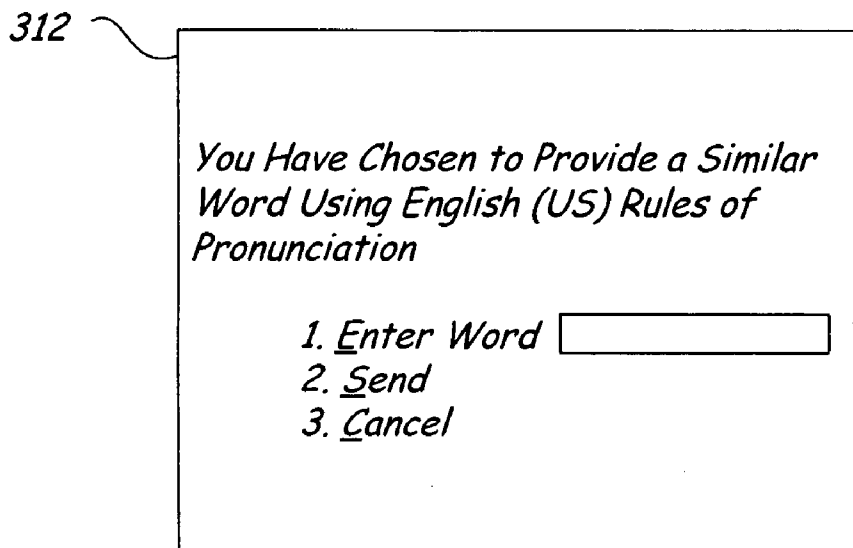 312
You Have Chosen to Provide a Similar
Word Using English (US) Rules of
Pronunciation
1. Enter Word
2. Send
3. Cancel